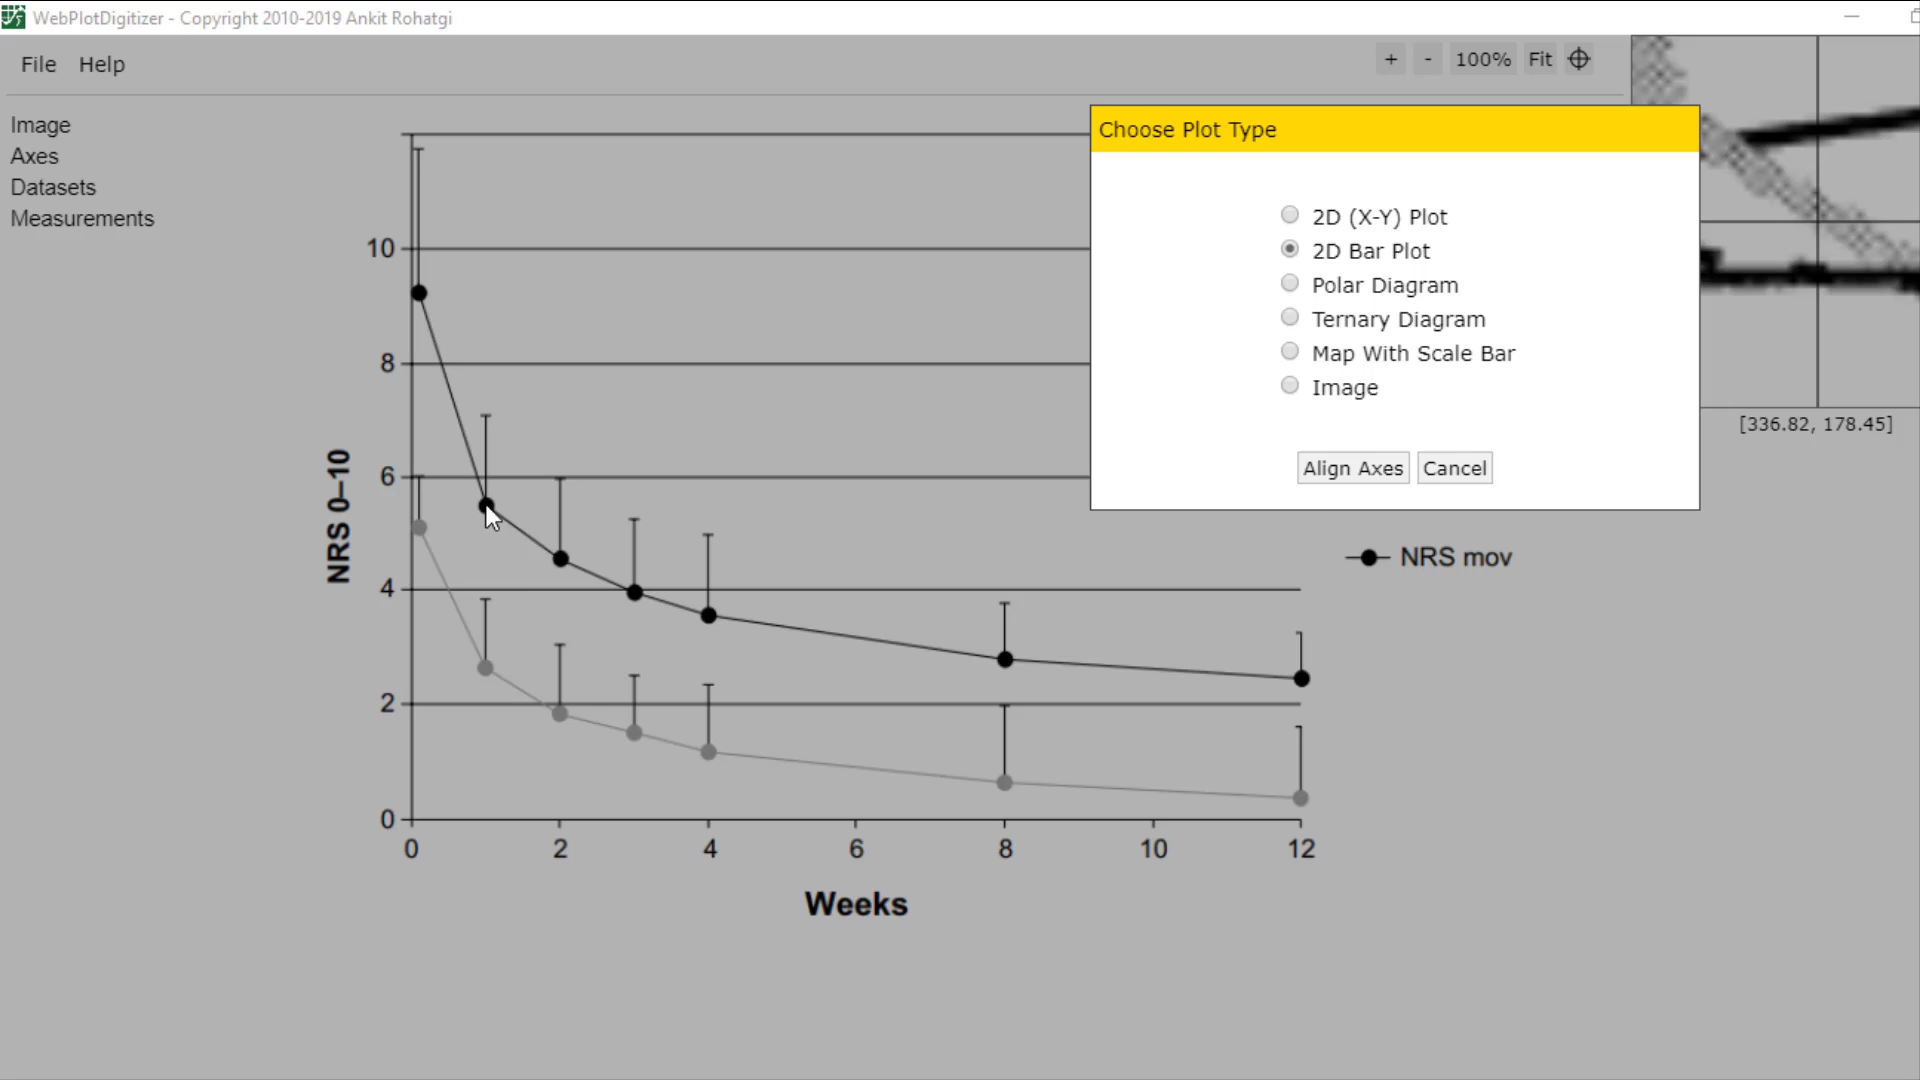 WebPlotDigitizer - Copyright 2010-2019 Ankit Rohatgi
File Help
+ - 100% Fit
Image
Axes
Datasets
Measurements
Choose Plot Type
2D (X-Y) Plot
2D Bar Plot
Polar Diagram
Ternary Diagram
Map With Scale Bar
Image
Align Axes Cancel
[336.82, 178.45]
NRS 0–10
10
8
6
4
2
0
0 2 4 6 8 10 12
Weeks
NRS mov